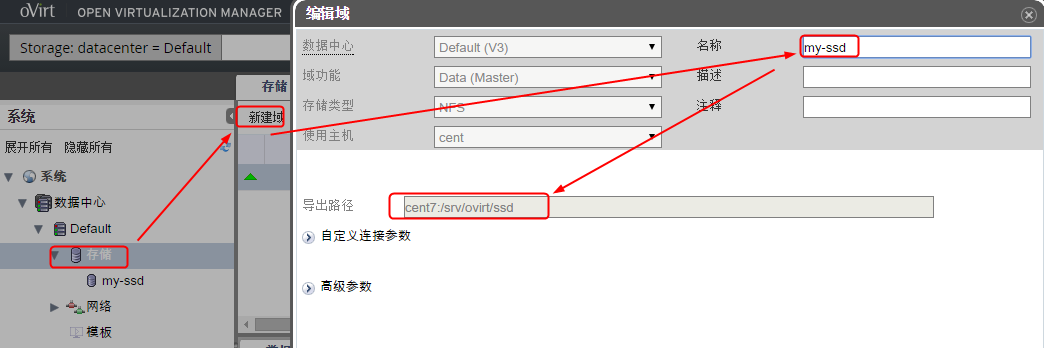 oVirt OPEN VIRTUALIZATION MANAGER
Storage: datacenter = Default
存储
系统
新建域
展开所有 隐藏所有
系统
数据中心
Default
存储
my-ssd
网络
模板
编辑域
数据中心 Default (V3) 名称 my-ssd
域功能 Data (Master) 描述
存储类型 NFS 注释
使用主机 cent
导出路径 cent7:/srv/ovirt/ssd
自定义连接参数
高级参数